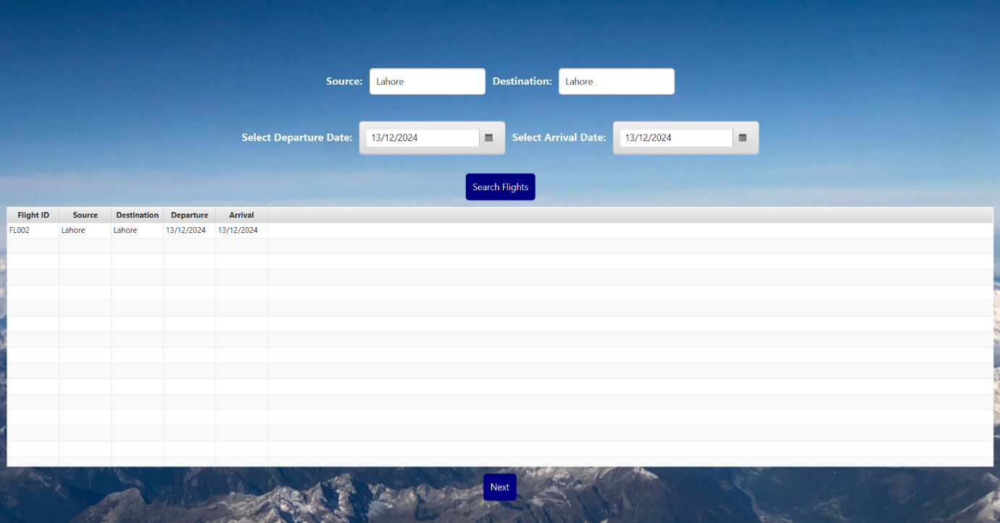 Source: Lahore Destination: Lahore
Select Departure Date: 13/12/2024 Select Arrival Date: 13/12/2024
Search Flights
Flight ID Source Destination Departure Arrival
FL002 Lahore Lahore 13/12/2024 13/12/2024
Next